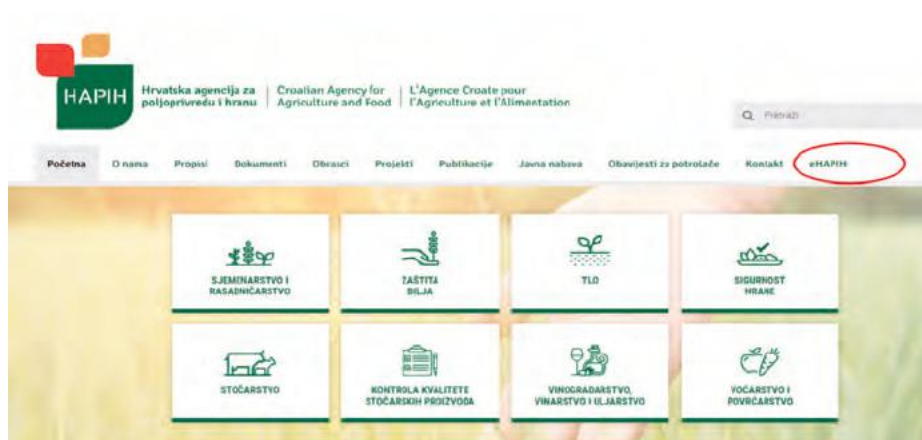 HAPIH
Hrvatska agencija za
poljoprivredu i hranu
Croatian Agency for
Agriculture and Food
L'Agence Croate pour
l'Agriculture et l'Alimentation
Pretraži
Početna O nama Propisi Dokumenti Obrasci Projekti Publikacije Javna nabava Obavijesti za potrošače Kontakt eHAPIH
SJEMENARSTVO I
RASADNIČARSTVO
ZAŠTITA
BILJA
TLO
SIGURNOST
HRANE
STOČARSTVO
KONTROLA KVALITETE
STOČARSKIH PROIZVODA
VINOGRADARSTVO,
VINARSTVO I ULJARSTVO
VOĆARSTVO I
POVRĆARSTVO